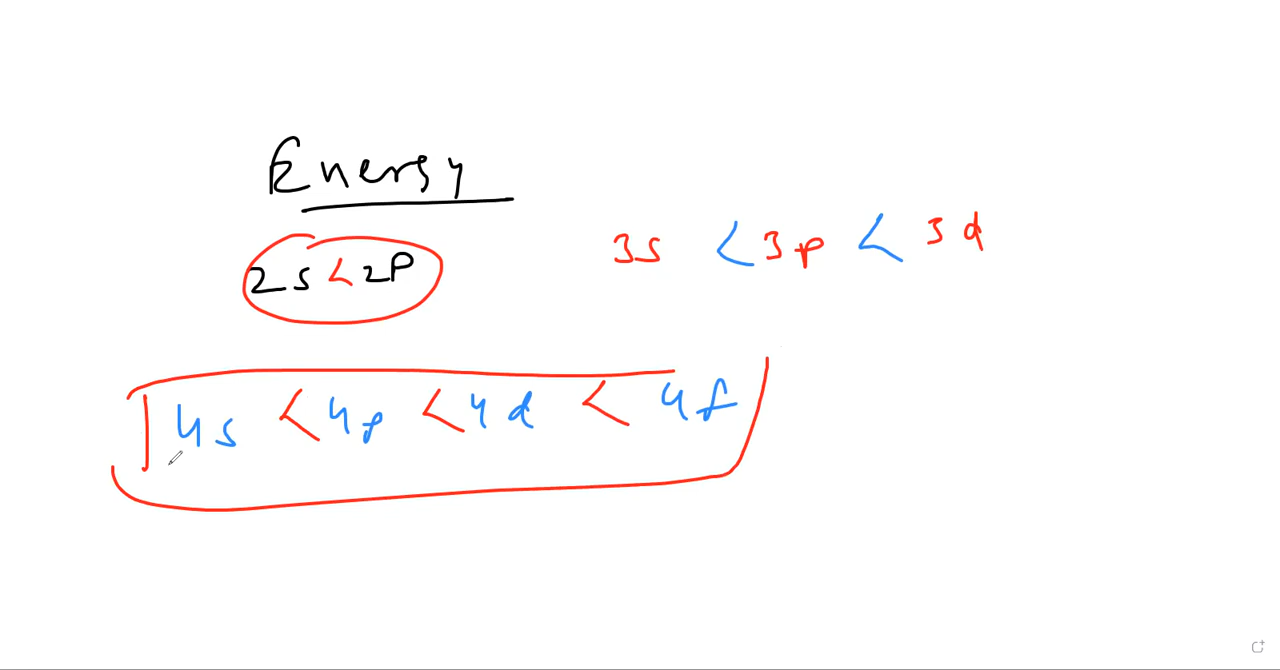 Energy
2s < 2P
3s < 3p < 3d
4s < 4p < 4d < 4f